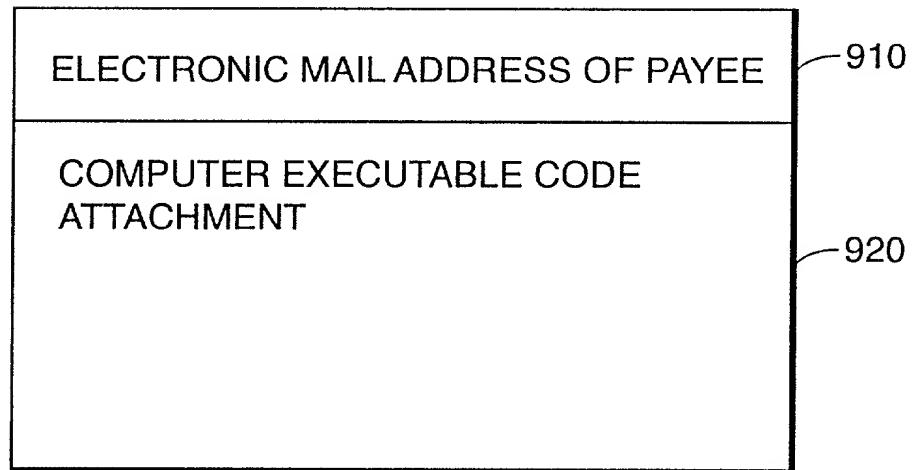 ELECTRONIC MAIL ADDRESS OF PAYEE
910
COMPUTER EXECUTABLE CODE
ATTACHMENT
920